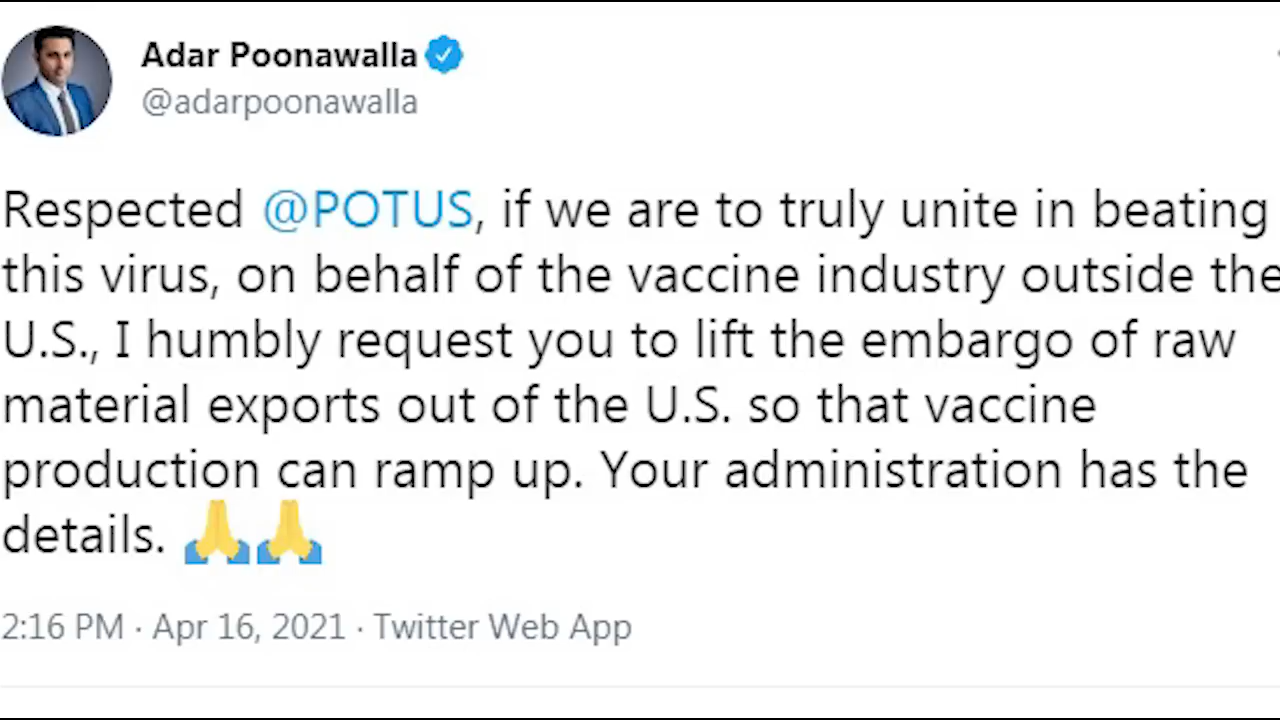 Adar Poonawalla
@adarpoonawalla
Respected @POTUS, if we are to truly unite in beating
this virus, on behalf of the vaccine industry outside the
U.S., I humbly request you to lift the embargo of raw
material exports out of the U.S. so that vaccine
production can ramp up. Your administration has the
details. 🙏🙏
2:16 PM · Apr 16, 2021 · Twitter Web App